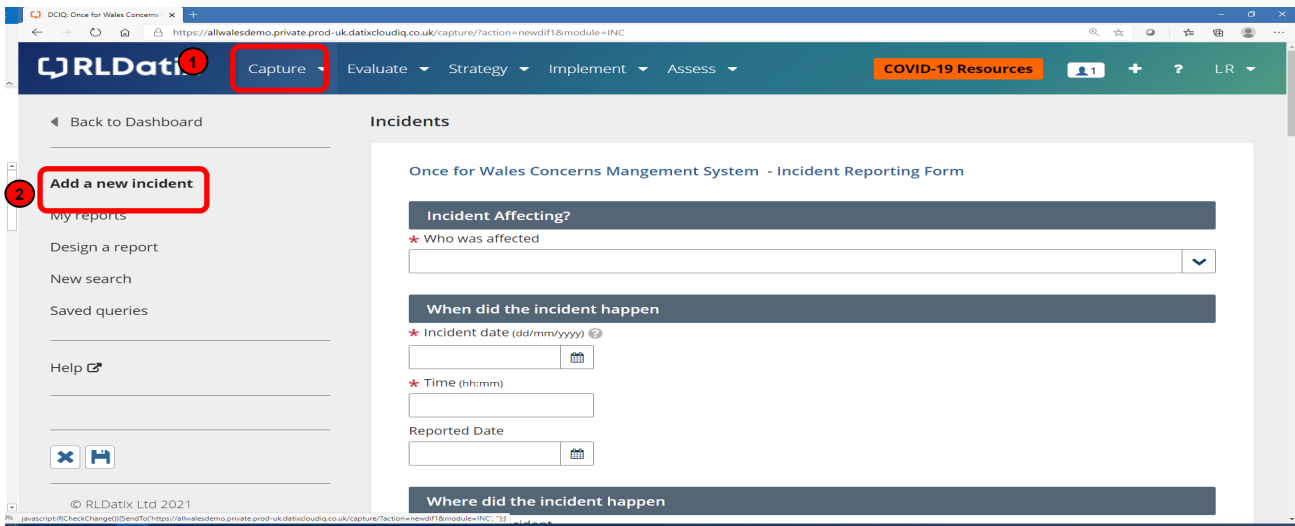 DCIQ: Once for Wales Concerns
https://allwalesdemo.private.prod-uk.datixcloudiq.co.uk/capture/?action=newdif1&module=INC
RLDati
1
Capture
Evaluate
Strategy
Implement
Assess
COVID-19 Resources
1
LR
Back to Dashboard
Incidents
Once for Wales Concerns Mangement System - Incident Reporting Form
2
Add a new incident
My reports
Design a report
New search
Saved queries
Help
© RLDatix Ltd 2021
Incident Affecting?
* Who was affected
When did the incident happen
* Incident date (dd/mm/yyyy) ?
* Time (hh:mm)
Reported Date
Where did the incident happen
javascript:if(CheckChange()){SendTo('https://allwalesdemo.private.prod-uk.datixcloudiq.co.uk/capture/?action=newdif1&module=INC', '');}